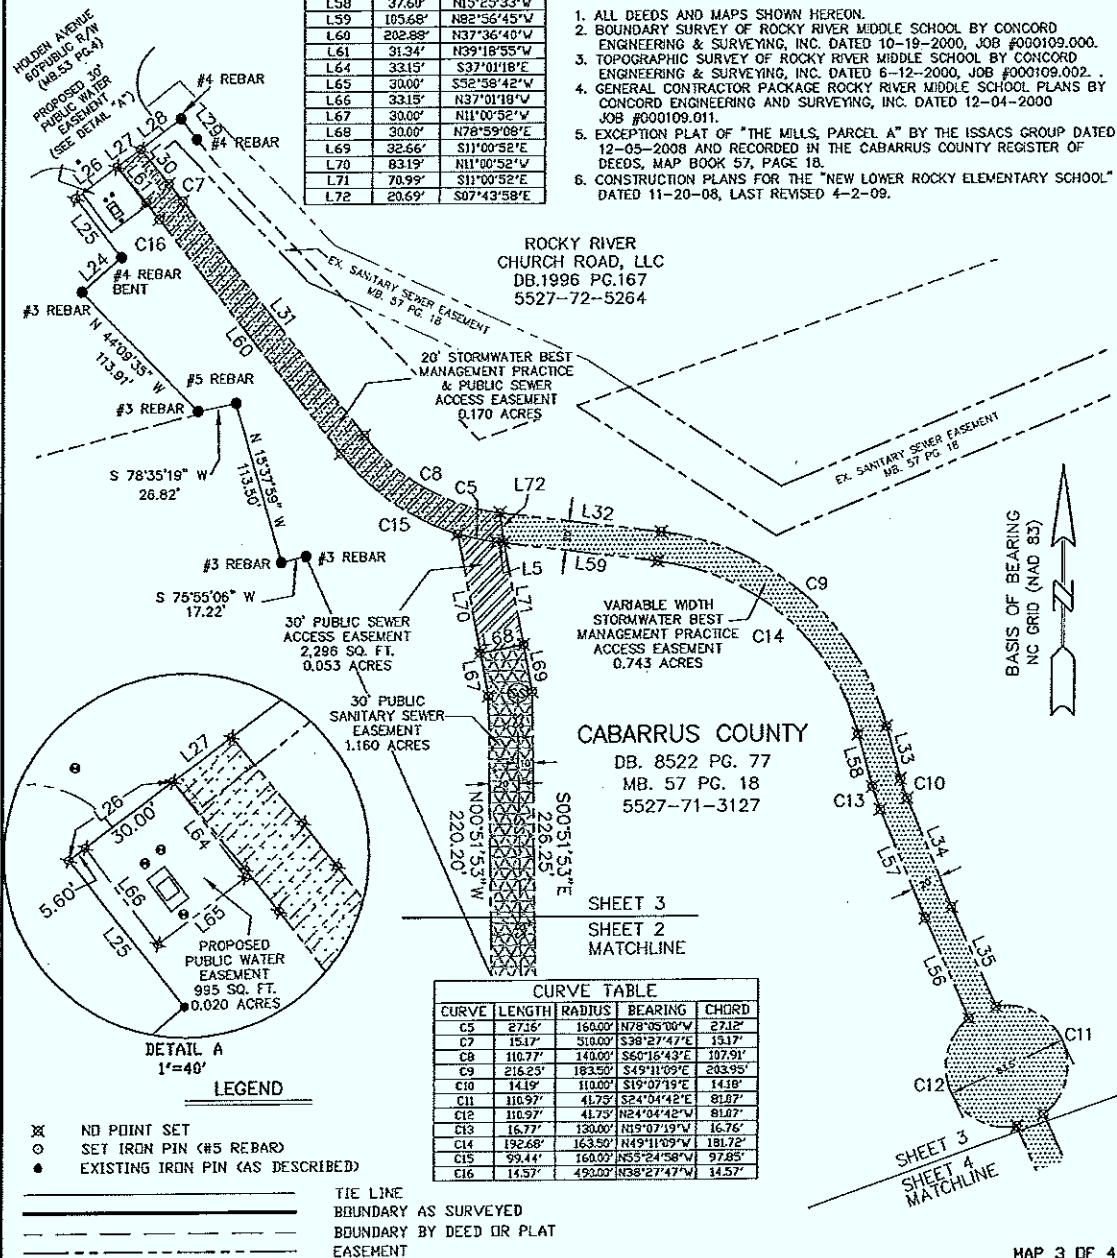 HOLDEN AVENUE
60' PUBLIC R/W
(MB.53 PG.4)
PROPOSED 30'
PUBLIC WATER
EASEMENT
(SEE DETAIL "A")
L58 37.60' N15°25'33"W
L59 105.68' N82°56'45"W
L60 202.88' N37°36'40"W
L61 31.34' N39°18'55"W
L64 33.15' S37°01'18"E
L65 30.00' S52°58'42"W
L66 33.15' N37°01'18"W
L67 30.00' N11°00'52"W
L68 30.00' N78°59'08"E
L69 32.66' S11°00'52"E
L70 83.19' N11°00'52"W
L71 70.99' S11°00'52"E
L72 20.69' S07°43'58"E
1. ALL DEEDS AND MAPS SHOWN HEREON.
2. BOUNDARY SURVEY OF ROCKY RIVER MIDDLE SCHOOL BY CONCORD
ENGINEERING & SURVEYING, INC. DATED 10-19-2000, JOB #000109.000.
3. TOPOGRAPHIC SURVEY OF ROCKY RIVER MIDDLE SCHOOL BY CONCORD
ENGINEERING & SURVEYING, INC. DATED 6-12-2000, JOB #000109.002.
4. GENERAL CONTRACTOR PACKAGE ROCKY RIVER MIDDLE SCHOOL PLANS BY
CONCORD ENGINEERING AND SURVEYING, INC. DATED 12-04-2000
JOB #000109.011.
5. EXCEPTION PLAT OF "THE MILLS, PARCEL A" BY THE ISSACS GROUP DATED
12-05-2008 AND RECORDED IN THE CABARRUS COUNTY REGISTER OF
DEEDS, MAP BOOK 57, PAGE 18.
6. CONSTRUCTION PLANS FOR THE "NEW LOWER ROCKY ELEMENTARY SCHOOL"
DATED 11-20-08, LAST REVISED 4-2-09.
#4 REBAR
L28
L29
#4 REBAR
L27
L26
L30
L61
C7
L25
C16
L24
#4 REBAR
BENT
#3 REBAR
L31
L60
EX. SANITARY SEWER EASEMENT
MB. 57 PG. 18
ROCKY RIVER
CHURCH ROAD, LLC
DB.1996 PG.167
5527-72-5264
N 44°09'35" W
113.91'
#5 REBAR
#3 REBAR
20' STORMWATER BEST
MANAGEMENT PRACTICE
& PUBLIC SEWER
ACCESS EASEMENT
0.170 ACRES
EX. SANITARY SEWER EASEMENT
MB. 57 PG. 18
S 78°35'19" W
26.82'
N 15°37'59" W
113.50'
C8
C5
L72
L32
C15
L5
L59
C9
C14
#3 REBAR
#3 REBAR
S 75°55'06" W
17.22'
L70
L71
30' PUBLIC SEWER
ACCESS EASEMENT
2,296 SQ. FT.
0.053 ACRES
VARIABLE WIDTH
STORMWATER BEST
MANAGEMENT PRACTICE
ACCESS EASEMENT
0.743 ACRES
BASIS OF BEARING
NC GRID (NAD 83)
N
L68
L67
L69
30' PUBLIC
SANITARY SEWER
EASEMENT
1.160 ACRES
CABARRUS COUNTY
DB. 8522 PG. 77
MB. 57 PG. 18
5527-71-3127
L33
L58
C10
C13
L34
L57
N00°51'53"W
220.20'
S00°51'53"E
226.25'
L35
L56
SHEET 3
SHEET 2
MATCHLINE
L27
L26
30.00'
L64
5.60'
L66
L65
L25
PROPOSED
PUBLIC WATER
EASEMENT
995 SQ. FT.
0.020 ACRES
DETAIL A
1"=40'
CURVE TABLE
CURVE LENGTH RADIUS BEARING CHORD
C5 27.16' 160.00' N78°05'00"W 27.12'
C7 15.17' 510.00' S38°27'47"E 15.17'
C8 110.77' 140.00' S60°16'43"E 107.91'
C9 216.25' 183.50' S49°11'09"E 203.95'
C10 14.19' 110.00' S19°07'19"E 14.18'
C11 110.97' 41.75' S24°04'42"E 81.07'
C12 110.97' 41.75' N24°04'42"W 81.07'
C13 16.77' 130.00' N19°07'19"W 16.76'
C14 192.68' 163.50' N49°11'09"W 181.72'
C15 99.44' 160.00' N55°24'58"W 97.85'
C16 14.57' 490.00' N38°27'47"W 14.57'
C11
C12
SHEET 3
SHEET 4
MATCHLINE
LEGEND
NO POINT SET
SET IRON PIN (#5 REBAR)
EXISTING IRON PIN (AS DESCRIBED)
TIE LINE
BOUNDARY AS SURVEYED
BOUNDARY BY DEED OR PLAT
EASEMENT
MAP 3 OF 4